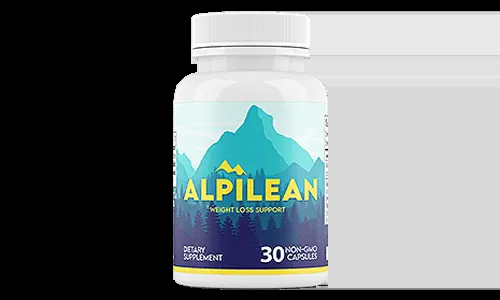 ALPILEAN
WEIGHT LOSS SUPPORT
DIETARY
SUPPLEMENT
30 NON-GMO
CAPSULES